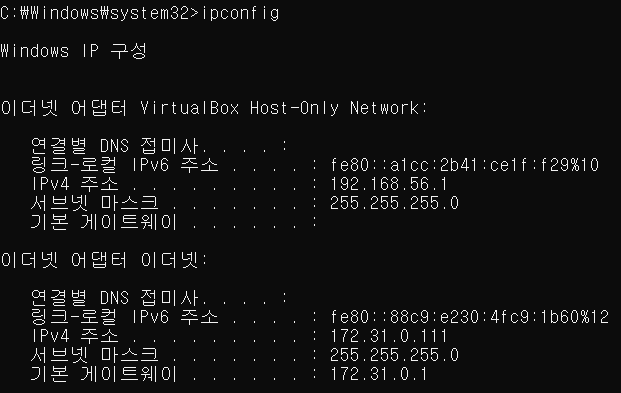 C:₩Windows₩system32>ipconfig
Windows IP 구성
이더넷 어댑터 VirtualBox Host-Only Network:
연결별 DNS 접미사. . . . :
링크-로컬 IPv6 주소 . . . . : fe80::a1cc:2b41:ce1f:f29%10
IPv4 주소 . . . . . . . . . : 192.168.56.1
서브넷 마스크 . . . . . . . : 255.255.255.0
기본 게이트웨이 . . . . . . :
이더넷 어댑터 이더넷:
연결별 DNS 접미사. . . . :
링크-로컬 IPv6 주소 . . . . : fe80::88c9:e230:4fc9:1b60%12
IPv4 주소 . . . . . . . . . : 172.31.0.111
서브넷 마스크 . . . . . . . : 255.255.255.0
기본 게이트웨이 . . . . . . : 172.31.0.1